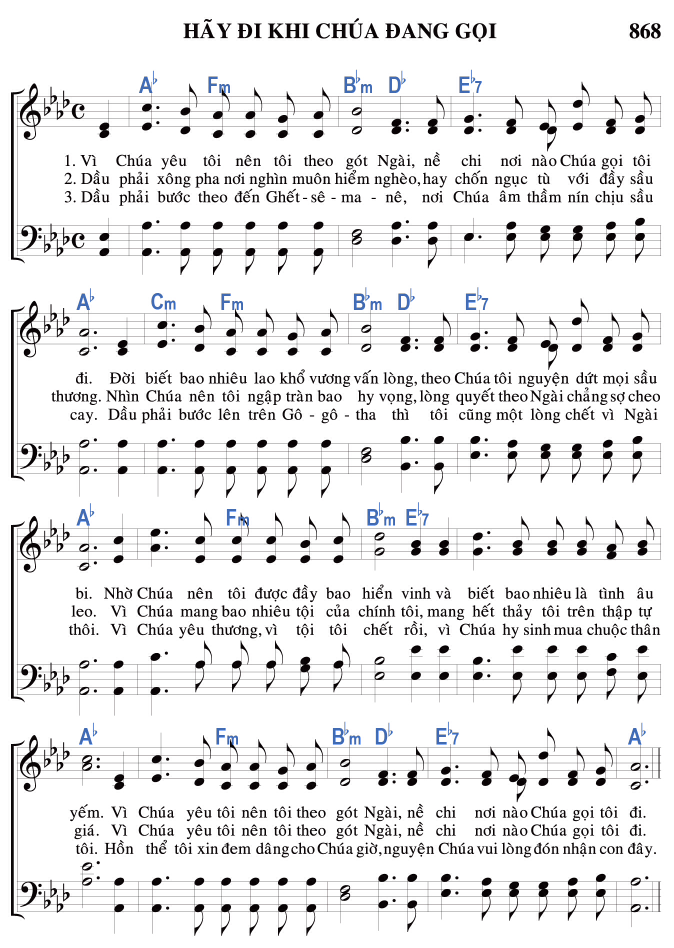 HÃY ĐI KHI CHÚA ĐANG GỌI 868
A♭ Fm B♭m D♭ E♭7
1. Vì Chúa yêu tôi nên tôi theo gót Ngài, nề chi nơi nào Chúa gọi tôi
2. Dầu phải xông pha nơi nghìn muôn hiểm nghèo, hay chốn ngục tù với đầy sầu
3. Dầu phải bước theo đến Ghết-sê-ma-nê, nơi Chúa âm thầm nín chịu sầu
A♭ Cm Fm B♭m D♭ E♭7
đi. Đời biết bao nhiêu lao khổ vương vấn lòng, theo Chúa tôi nguyện dứt mọi sầu
thương. Nhìn Chúa nên tôi ngập tràn bao hy vọng, lòng quyết theo Ngài chẳng sợ cheo
cay. Dầu phải bước lên trên Gô-gô-tha thì tôi cũng một lòng chết vì Ngài
A♭ Fm B♭m E♭7
bi. Nhờ Chúa nên tôi được đầy bao hiển vinh và biết bao nhiêu là tình âu
leo. Vì Chúa mang bao nhiêu tội của chính tôi, mang hết thảy tôi trên thập tự
thôi. Vì Chúa yêu thương, vì tội tôi chết rồi, vì Chúa hy sinh mua chuộc thân
A♭ Fm B♭m D♭ E♭7 A♭
yếm. Vì Chúa yêu tôi nên tôi theo gót Ngài, nề chi nơi nào Chúa gọi tôi đi.
giá. Vì Chúa yêu tôi nên tôi theo gót Ngài, nề chi nơi nào Chúa gọi tôi đi.
tôi. Hồn thể tôi xin đem dâng cho Chúa giờ, nguyện Chúa vui lòng đón nhận con đây.